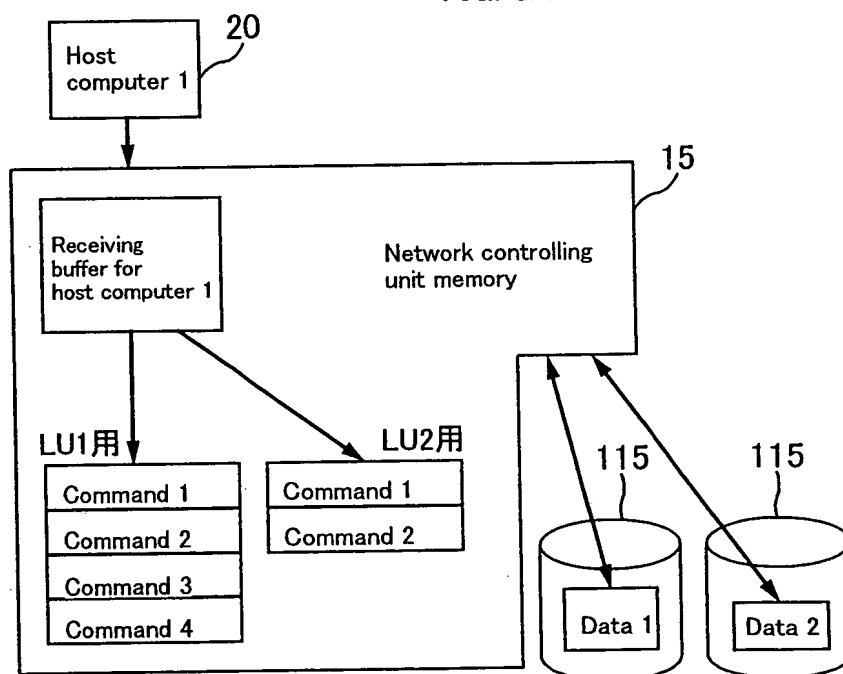 Host
computer 1
20
15
Receiving
buffer for
host computer 1
Network controlling
unit memory
LU1用
LU2用
Command 1
Command 2
Command 3
Command 4
Command 1
Command 2
115
115
Data 1
Data 2